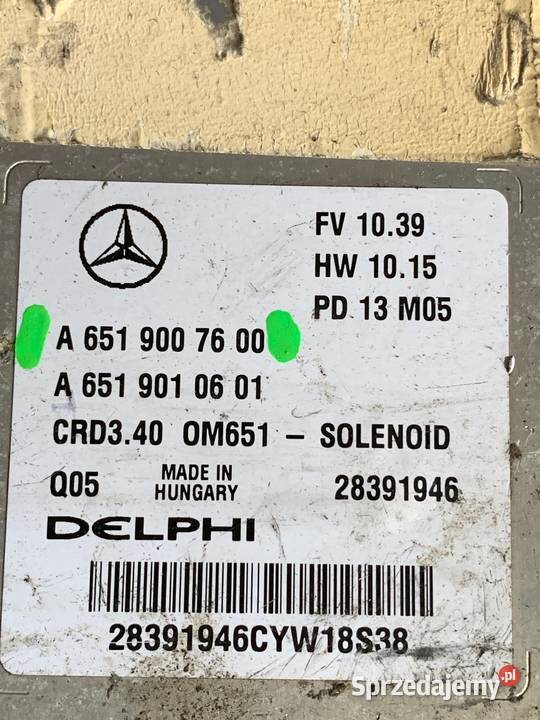 FV 10.39
HW 10.15
PD 13 M05
A 651 900 76 00
A 651 901 06 01
CRD3.40 OM651 – SOLENOID
Q05 MADE IN HUNGARY 28391946
DELPHI
28391946CYW18S38
Sprzedajemy.pl